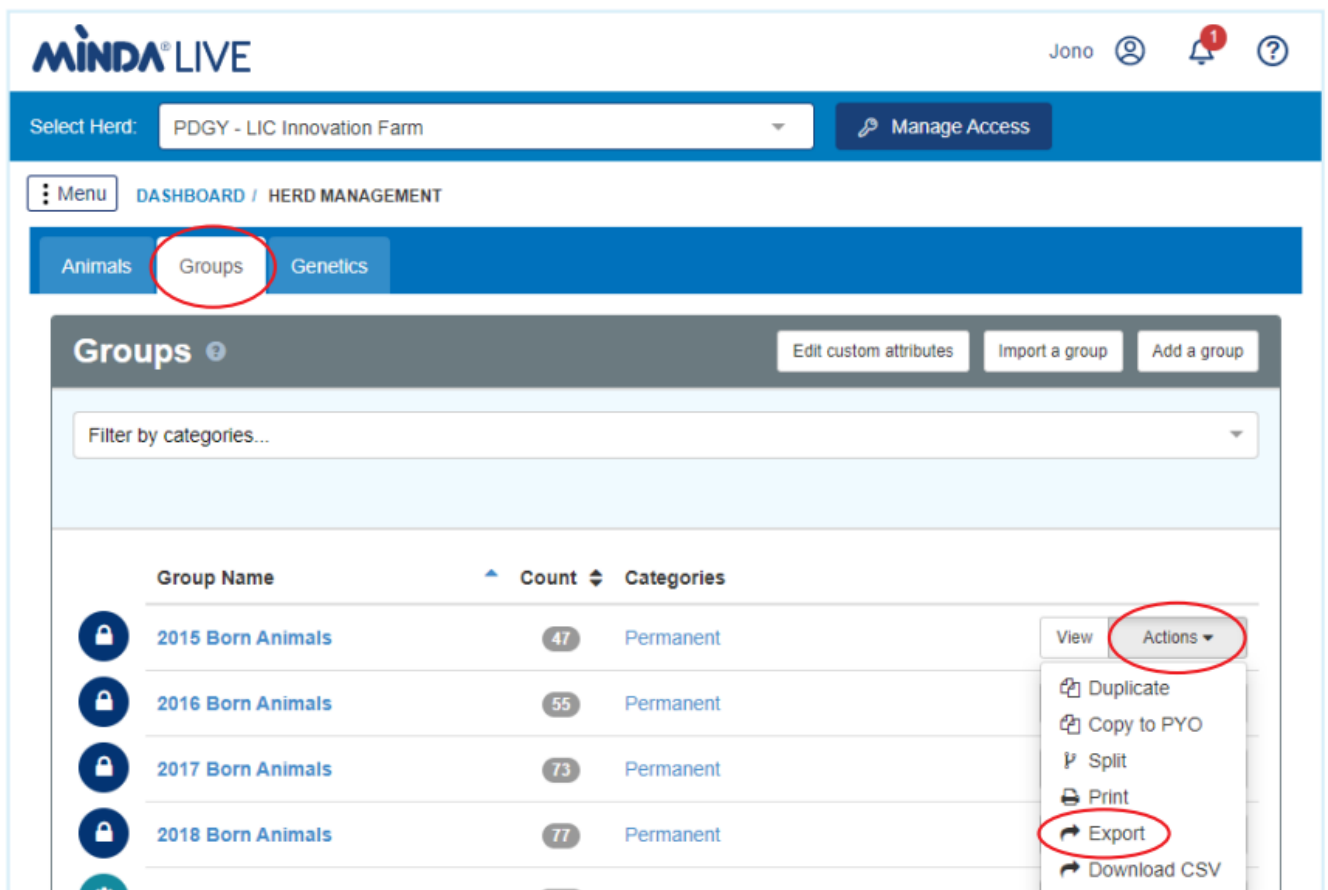 MINDA® LIVE
Jono
1
Select Herd: PDGY - LIC Innovation Farm
Manage Access
Menu DASHBOARD / HERD MANAGEMENT
Animals Groups Genetics
Groups
Edit custom attributes Import a group Add a group
Filter by categories...
Group Name Count Categories
2015 Born Animals 47 Permanent View Actions
Duplicate
2016 Born Animals 55 Permanent
Copy to PYO
Split
2017 Born Animals 73 Permanent
Print
2018 Born Animals 77 Permanent
Export
Download CSV